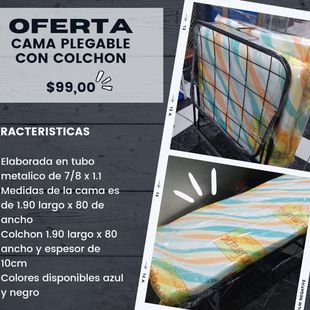 OFERTA
CAMA PLEGABLE
CON COLCHON
$99,00
RACTERISTICAS
Elaborada en tubo
metalico de 7/8 x 1.1
Medidas de la cama es
de 1.90 largo x 80 de
ancho
Colchon 1.90 largo x 80
ancho y espesor de
10cm
Colores disponibles azul
y negro